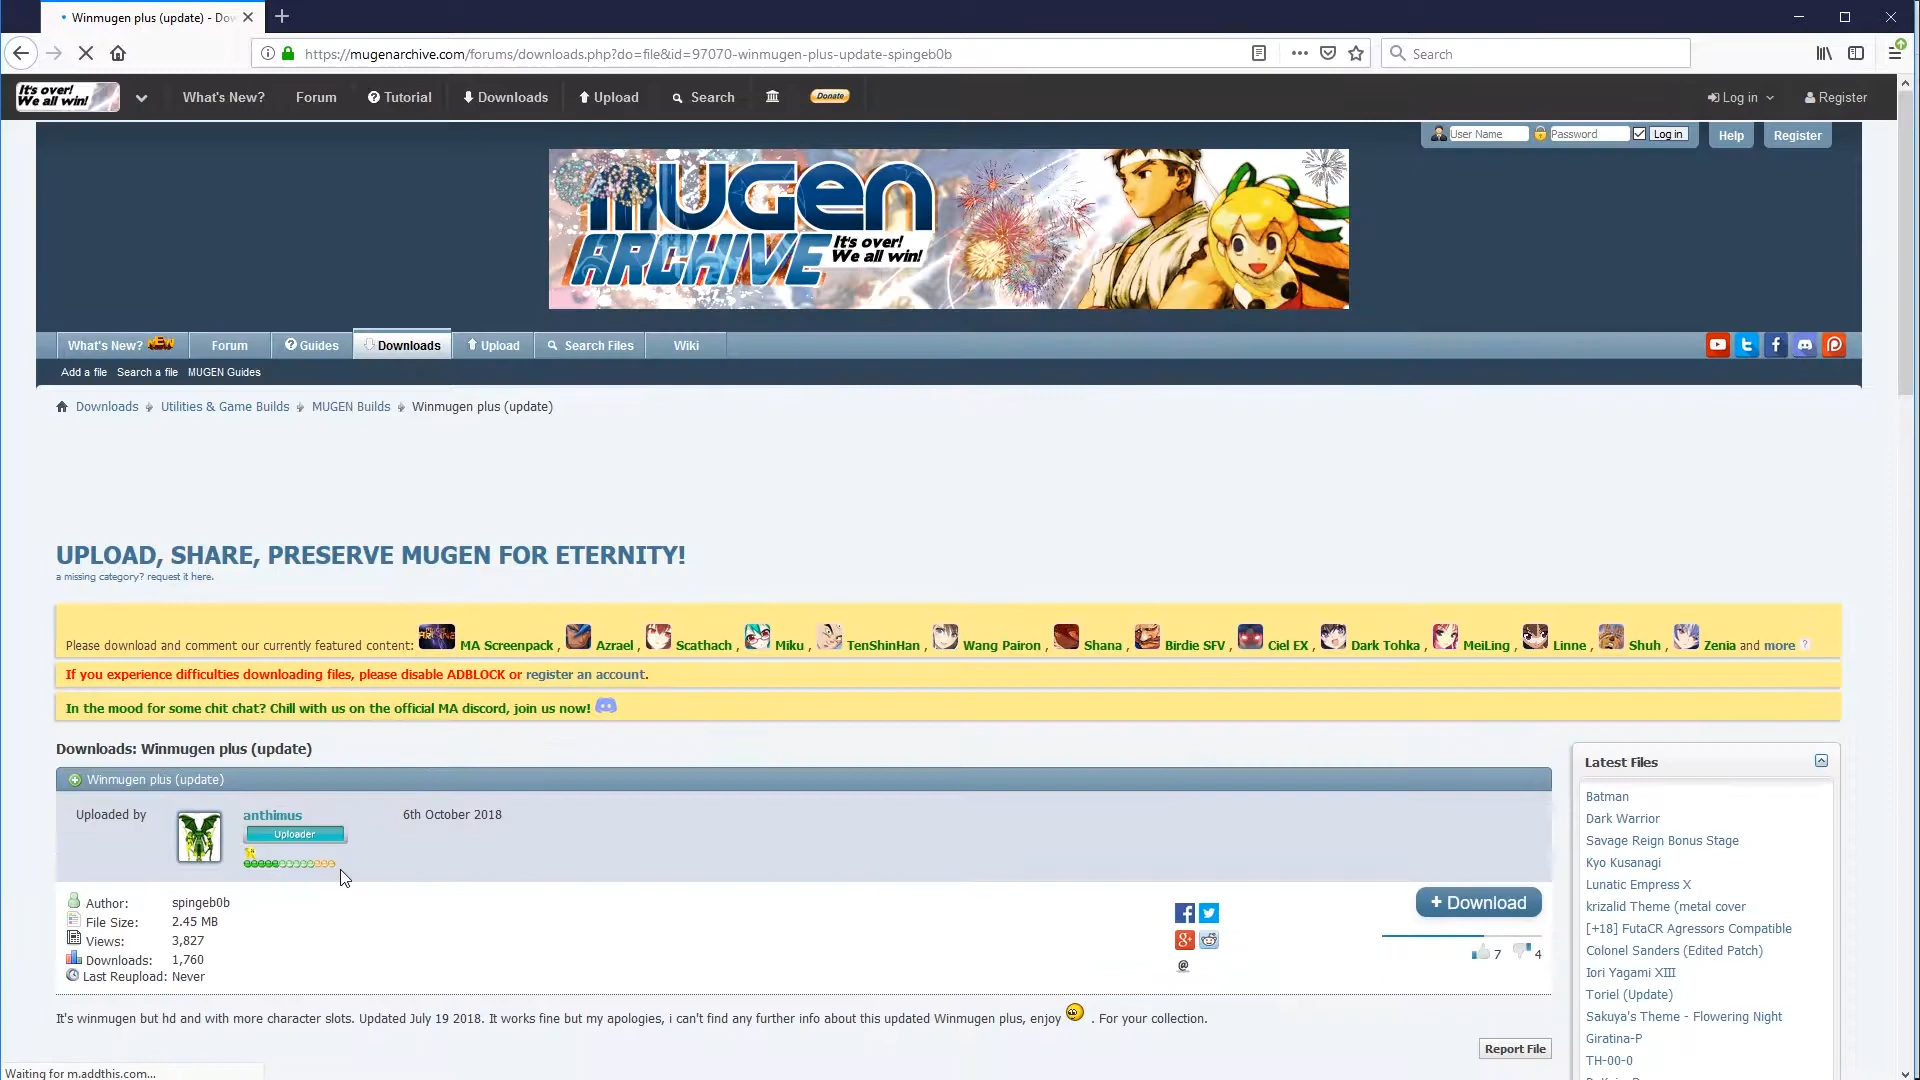 Winmugen plus (update) - Dow
https://mugenarchive.com/forums/downloads.php?do=file&id=97070-winmugen-plus-update-spingeb0b
Search
It's over!
We all win!
What's New?
Forum
Tutorial
Downloads
Upload
Search
Donate
Log in
Register
User Name
Password
Log in
Help
Register
MUGEN
ARCHIVE
It's over!
We all win!
What's New? NEW
Forum
Guides
Downloads
Upload
Search Files
Wiki
Add a file
Search a file
MUGEN Guides
Downloads
Utilities & Game Builds
MUGEN Builds
Winmugen plus (update)
UPLOAD, SHARE, PRESERVE MUGEN FOR ETERNITY!
a missing category? request it here.
Please download and comment our currently featured content: MA Screenpack , Azrael , Scathach , Miku , TenShinHan , Wang Pairon , Shana , Birdie SFV , Ciel EX , Dark Tohka , MeiLing , Linne , Shuh , Zenia and more ?
If you experience difficulties downloading files, please disable ADBLOCK or register an account.
In the mood for some chit chat? Chill with us on the official MA discord, join us now!
Downloads: Winmugen plus (update)
Winmugen plus (update)
Uploaded by
anthimus
Uploader
6th October 2018
Author: spingeb0b
File Size: 2.45 MB
Views: 3,827
Downloads: 1,760
Last Reupload: Never
+ Download
7
4
It's winmugen but hd and with more character slots. Updated July 19 2018. It works fine but my apologies, i can't find any further info about this updated Winmugen plus, enjoy . For your collection.
Report File
Latest Files
Batman
Dark Warrior
Savage Reign Bonus Stage
Kyo Kusanagi
Lunatic Empress X
krizalid Theme (metal cover
[+18] FutaCR Agressors Compatible
Colonel Sanders (Edited Patch)
Iori Yagami XIII
Toriel (Update)
Sakuya's Theme - Flowering Night
Giratina-P
TH-00-0
Waiting for m.addthis.com...